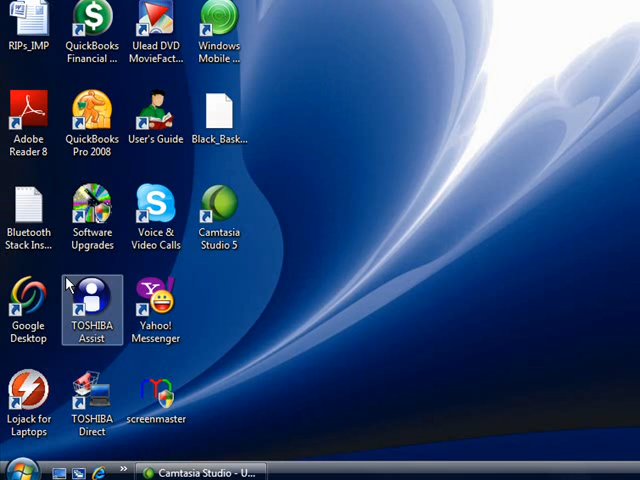 RIPs_IMP
QuickBooks
Financial ...
Ulead DVD
MovieFact...
Windows
Mobile ...
Adobe
Reader 8
QuickBooks
Pro 2008
User's Guide
Black_Bask...
Bluetooth
Stack Ins...
Software
Upgrades
Voice &
Video Calls
Camtasia
Studio 5
Google
Desktop
TOSHIBA
Assist
Yahoo!
Messenger
Lojack for
Laptops
TOSHIBA
Direct
screenmaster
Camtasia Studio - U...